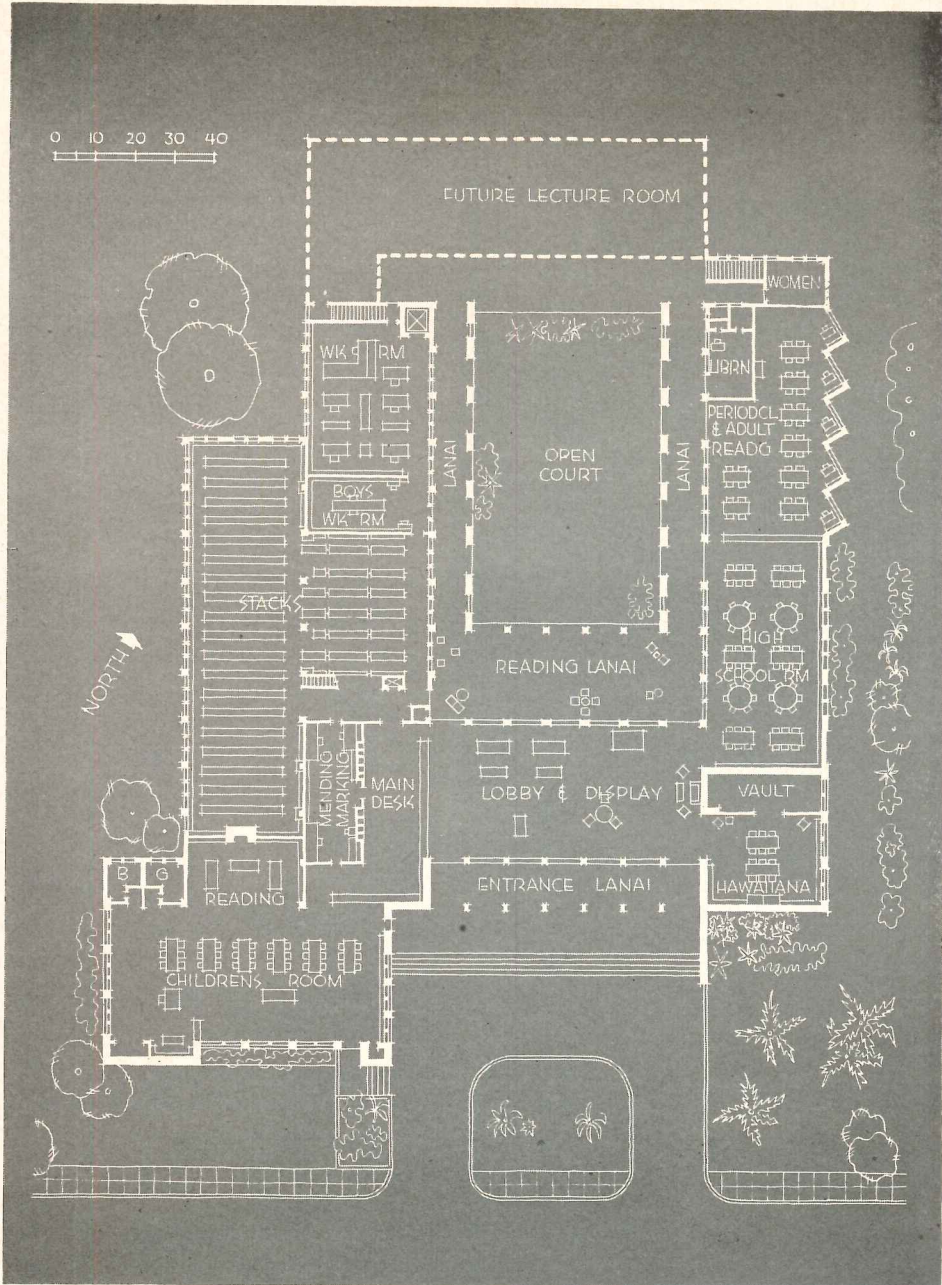 0 10 20 30 40
FUTURE LECTURE ROOM
WOMEN
WK RM
LIBRN
PERIODCL
& ADULT
READG
LANAI
OPEN
COURT
LANAI
BOYS
WK RM
STACKS
HIGH
SCHOOL RM
NORTH
READING LANAI
MENDING
MARKING
MAIN
DESK
LOBBY & DISPLAY
VAULT
B G
READING
ENTRANCE LANAI
HAWAIIANA
CHILDRENS ROOM